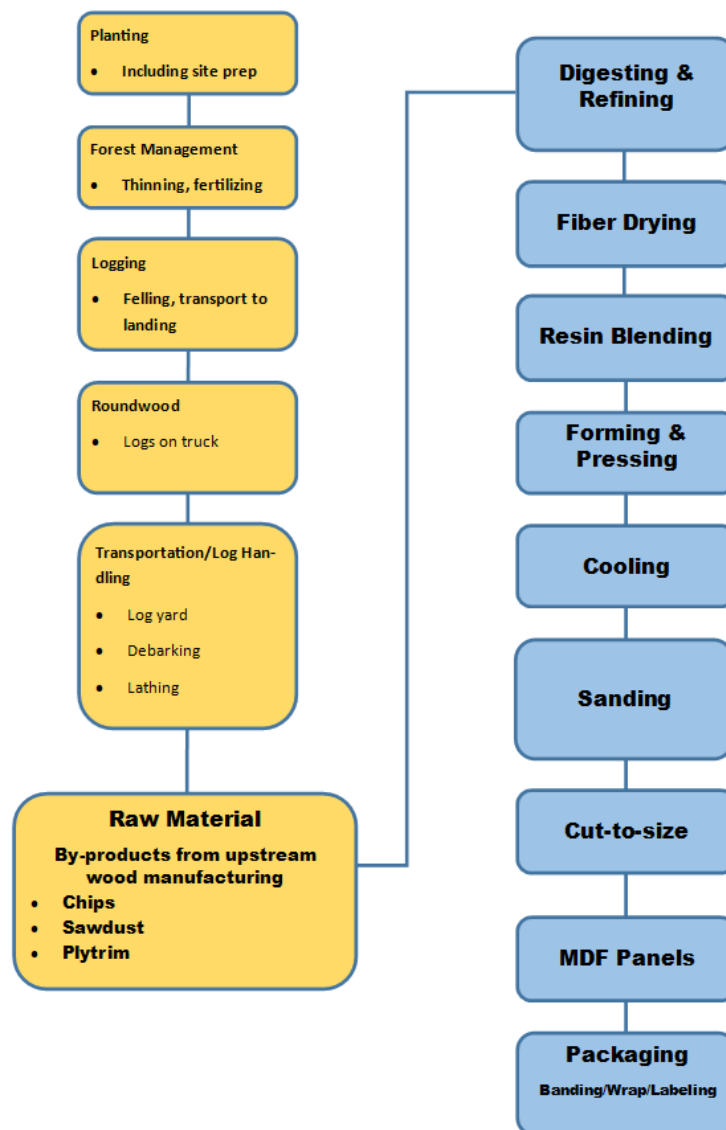 Planting
• Including site prep
Forest Management
• Thinning, fertilizing
Logging
• Felling, transport to
landing
Roundwood
• Logs on truck
Transportation/Log Han-
dling
• Log yard
• Debarking
• Lathing
Raw Material
By-products from upstream
wood manufacturing
• Chips
• Sawdust
• Plytrim
Digesting &
Refining
Fiber Drying
Resin Blending
Forming &
Pressing
Cooling
Sanding
Cut-to-size
MDF Panels
Packaging
Banding/Wrap/Labeling